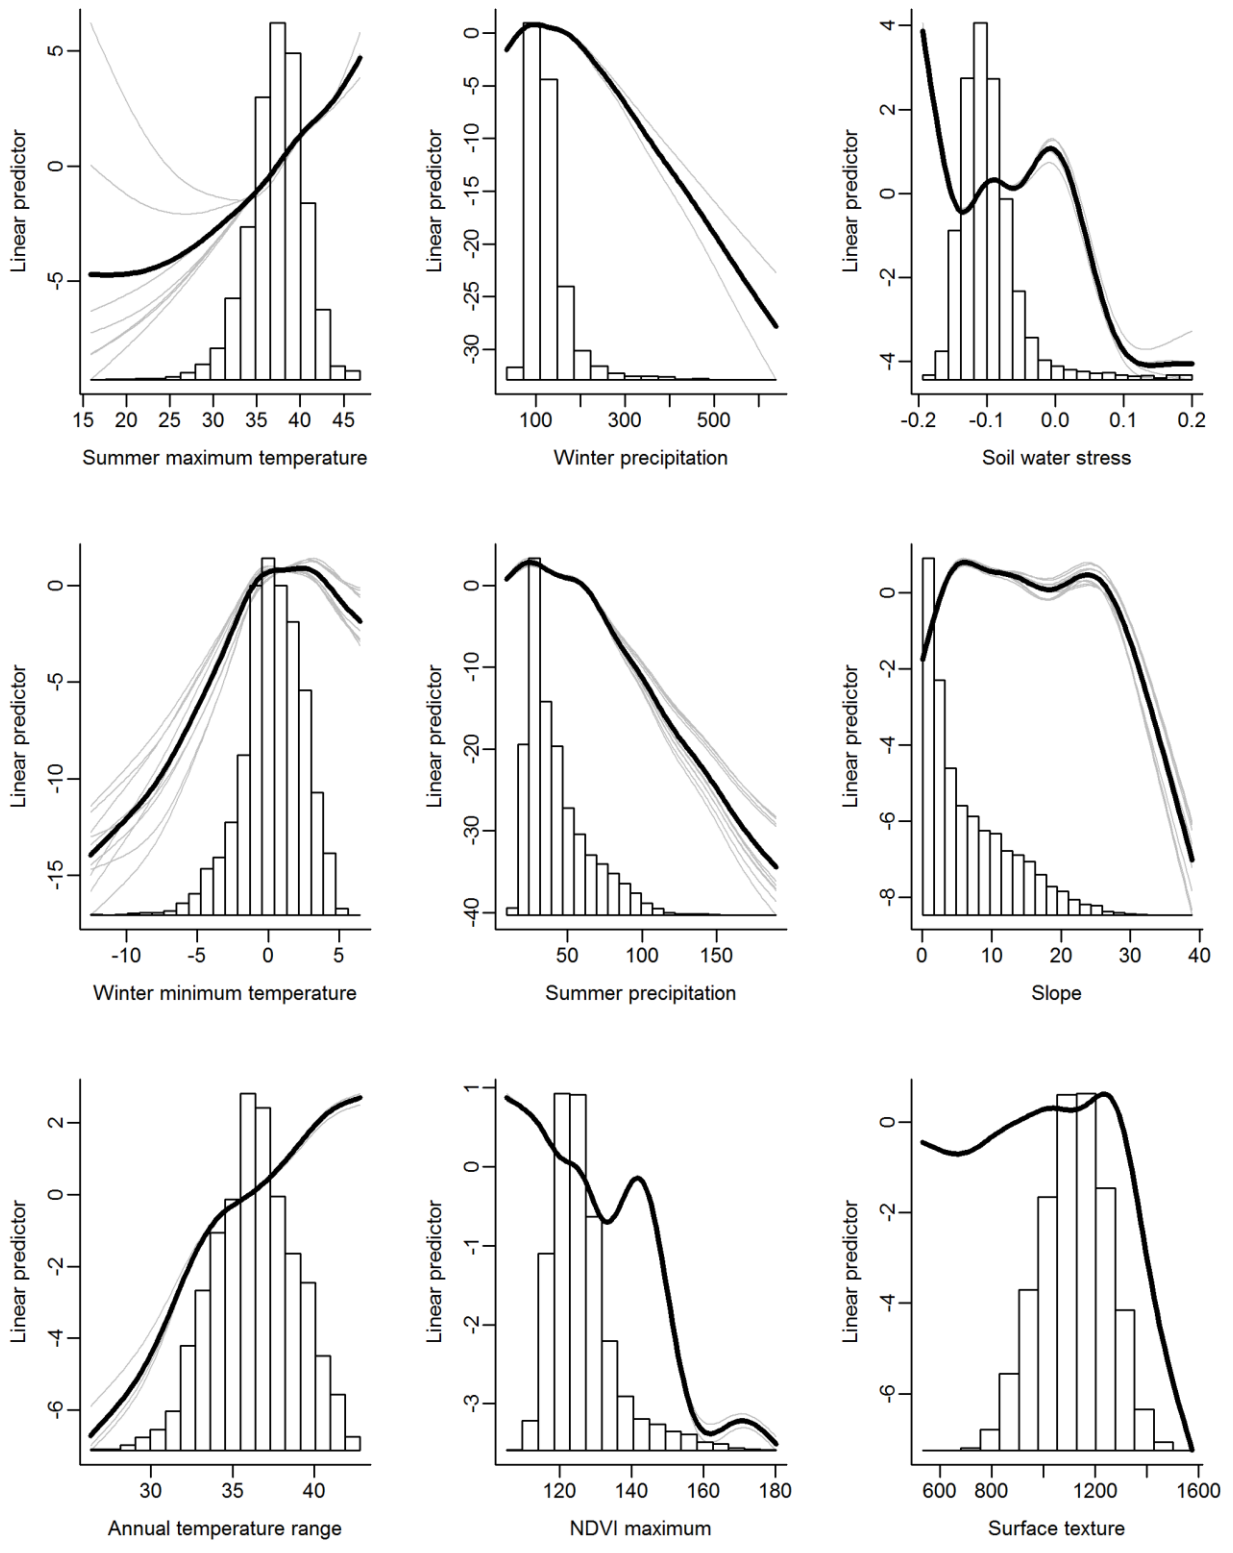 5
0
-5
Linear predictor
15 20 25 30 35 40 45
Summer maximum temperature
0
-5
-10
-15
-20
-25
-30
Linear predictor
100 300 500
Winter precipitation
4
2
0
-2
-4
Linear predictor
-0.2 -0.1 0.0 0.1 0.2
Soil water stress
0
-5
-10
-15
Linear predictor
-10 -5 0 5
Winter minimum temperature
0
-10
-20
-30
-40
Linear predictor
50 100 150
Summer precipitation
0
-2
-4
-6
-8
Linear predictor
0 10 20 30 40
Slope
2
0
-2
-4
-6
Linear predictor
30 35 40
Annual temperature range
1
0
-1
-2
-3
Linear predictor
120 140 160 180
NDVI maximum
0
-2
-4
-6
Linear predictor
600 800 1200 1600
Surface texture